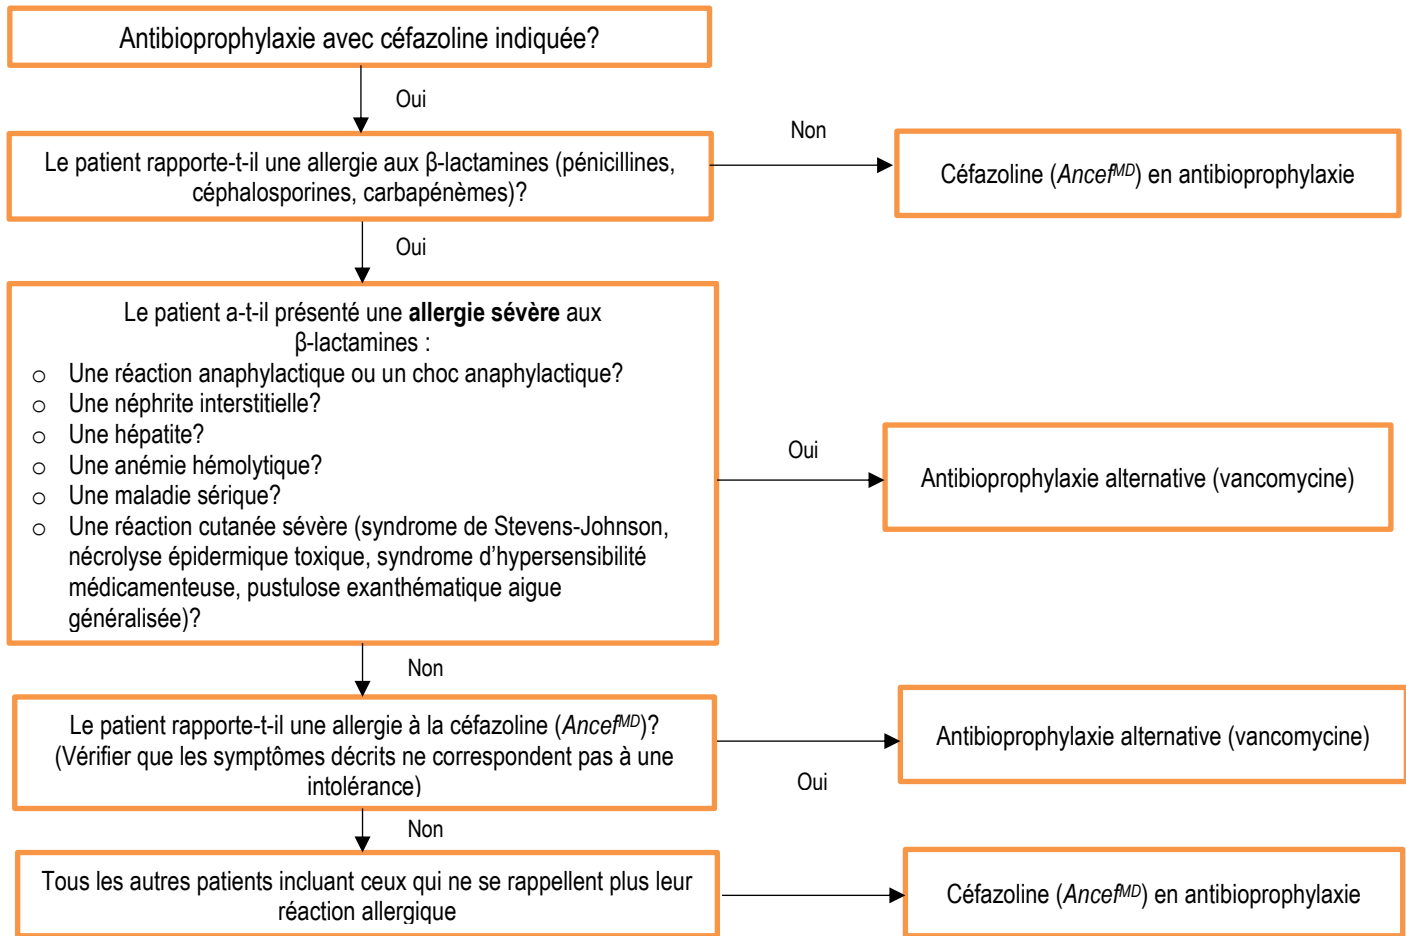 Antibioprophylaxie avec céfazoline indiquée?
Oui
Le patient rapporte-t-il une allergie aux β-lactamines (pénicillines,
céphalosporines, carbapénèmes)?
Non
Céfazoline (Ancefᴹᴰ) en antibioprophylaxie
Oui
Le patient a-t-il présenté une allergie sévère aux
β-lactamines :
o Une réaction anaphylactique ou un choc anaphylactique?
o Une néphrite interstitielle?
o Une hépatite?
o Une anémie hémolytique?
o Une maladie sérique?
o Une réaction cutanée sévère (syndrome de Stevens-Johnson,
nécrolyse épidermique toxique, syndrome d’hypersensibilité
médicamenteuse, pustulose exanthématique aigue
généralisée)?
Oui
Antibioprophylaxie alternative (vancomycine)
Non
Le patient rapporte-t-il une allergie à la céfazoline (Ancefᴹᴰ)?
(Vérifier que les symptômes décrits ne correspondent pas à une
intolérance)
Oui
Antibioprophylaxie alternative (vancomycine)
Non
Tous les autres patients incluant ceux qui ne se rappellent plus leur
réaction allergique
Céfazoline (Ancefᴹᴰ) en antibioprophylaxie